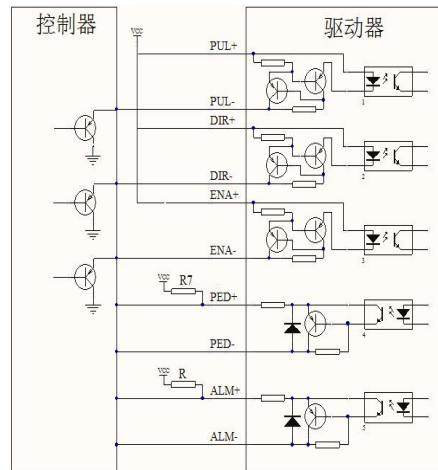 控制器
驱动器
VCC
PUL+
1
PUL-
DIR+
2
DIR-
ENA+
3
ENA-
VCC
R7
PED+
4
PED-
VCC
R
ALM+
5
ALM-